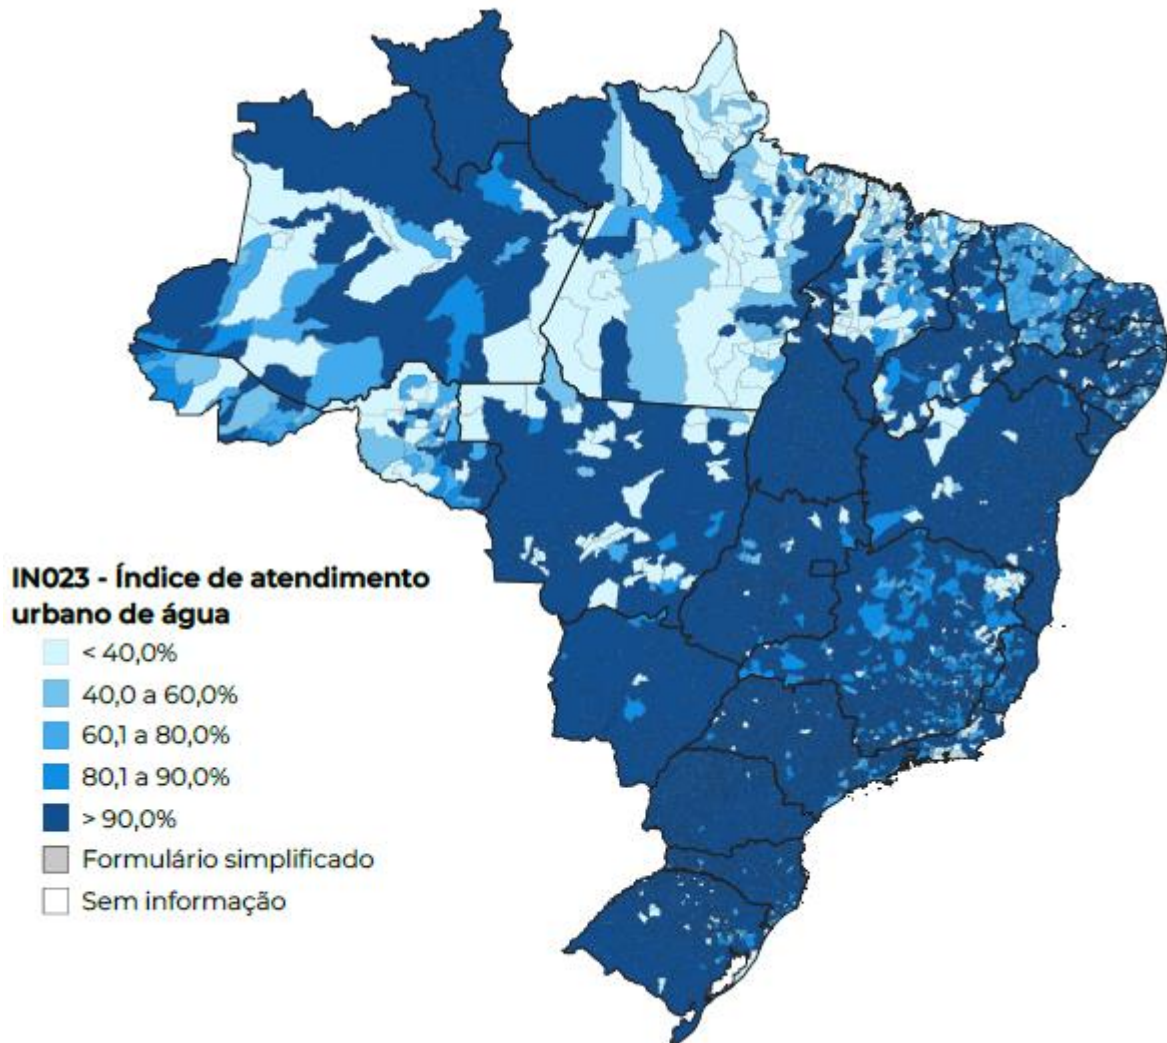 IN023 - Índice de atendimento
urbano de água
< 40,0%
40,0 a 60,0%
60,1 a 80,0%
80,1 a 90,0%
> 90,0%
Formulário simplificado
Sem informação